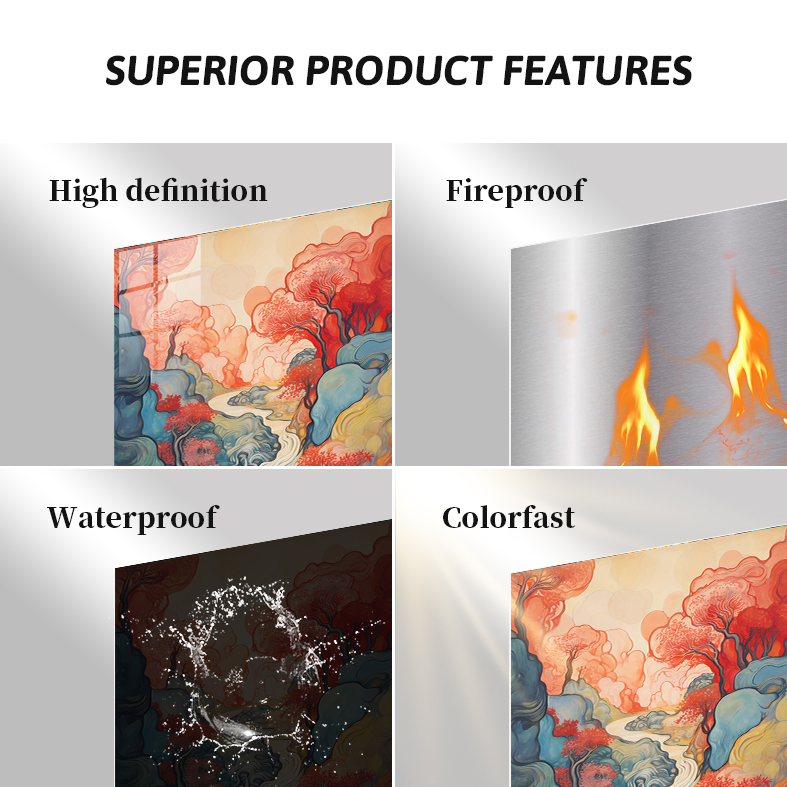 SUPERIOR PRODUCT FEATURES
High definition
Fireproof
Waterproof
Colorfast